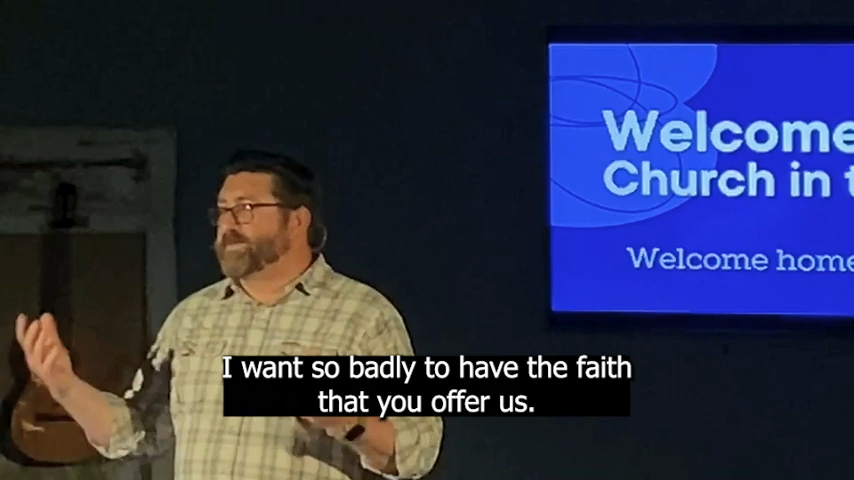 Welcome
Church in t
Welcome home
I want so badly to have the faith
that you offer us.